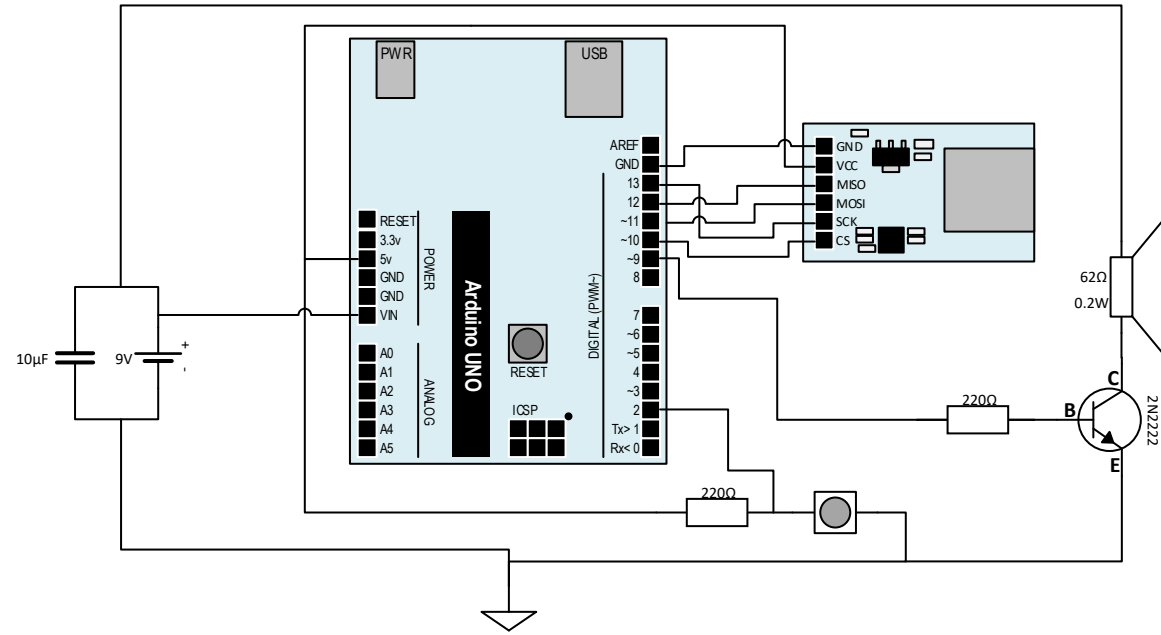 PWR
USB
AREF
GND
13
12
~11
~10
~9
8
7
~6
~5
4
~3
2
Tx> 1
Rx< 0
DIGITAL (PWM~)
RESET
3.3v
5v
GND
GND
VIN
POWER
A0
A1
A2
A3
A4
A5
ANALOG
Arduino UNO
RESET
ICSP
GND
VCC
MISO
MOSI
SCK
CS
10µF
9V
+
-
62Ω
0.2W
220Ω
B
C
E
2N2222
220Ω